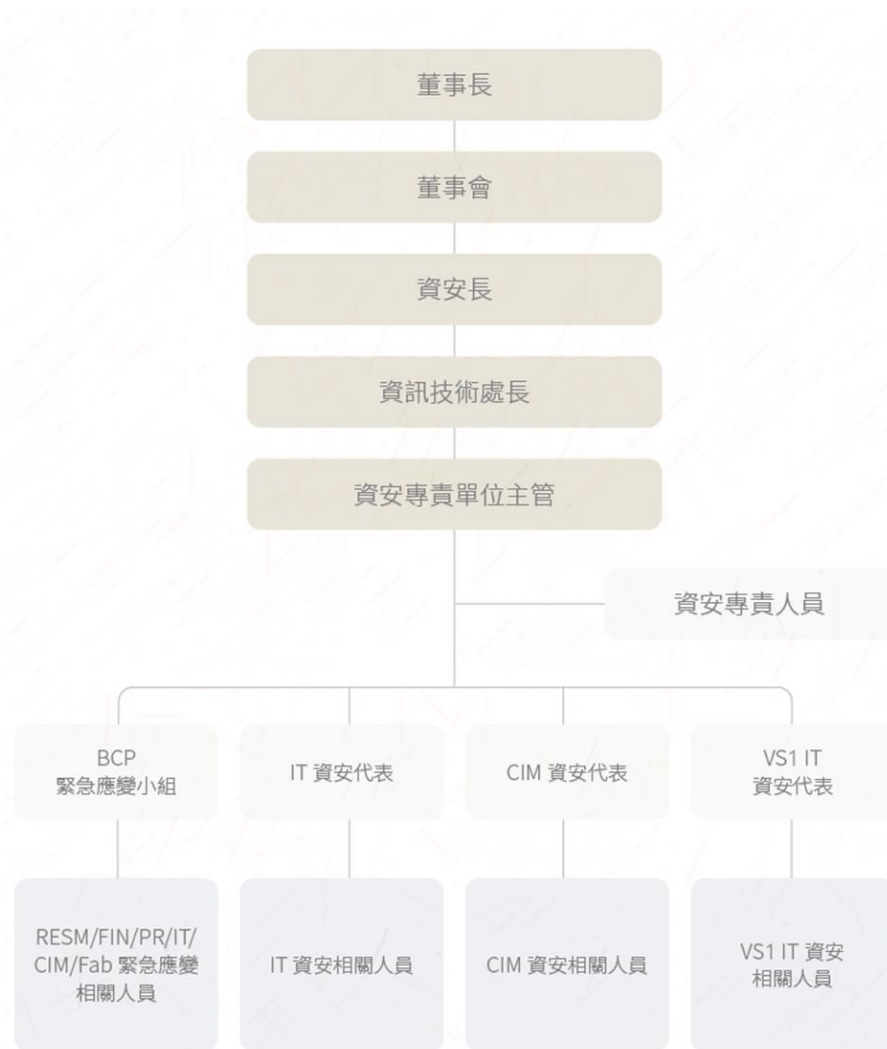 董事長
董事會
資安長
資訊技術處長
資安專責單位主管
資安專責人員
BCP
緊急應變小組
IT 資安代表
CIM 資安代表
VS1 IT
資安代表
RESM/FIN/PR/IT/
CIM/Fab 緊急應變
相關人員
IT 資安相關人員
CIM 資安相關人員
VS1 IT 資安
相關人員